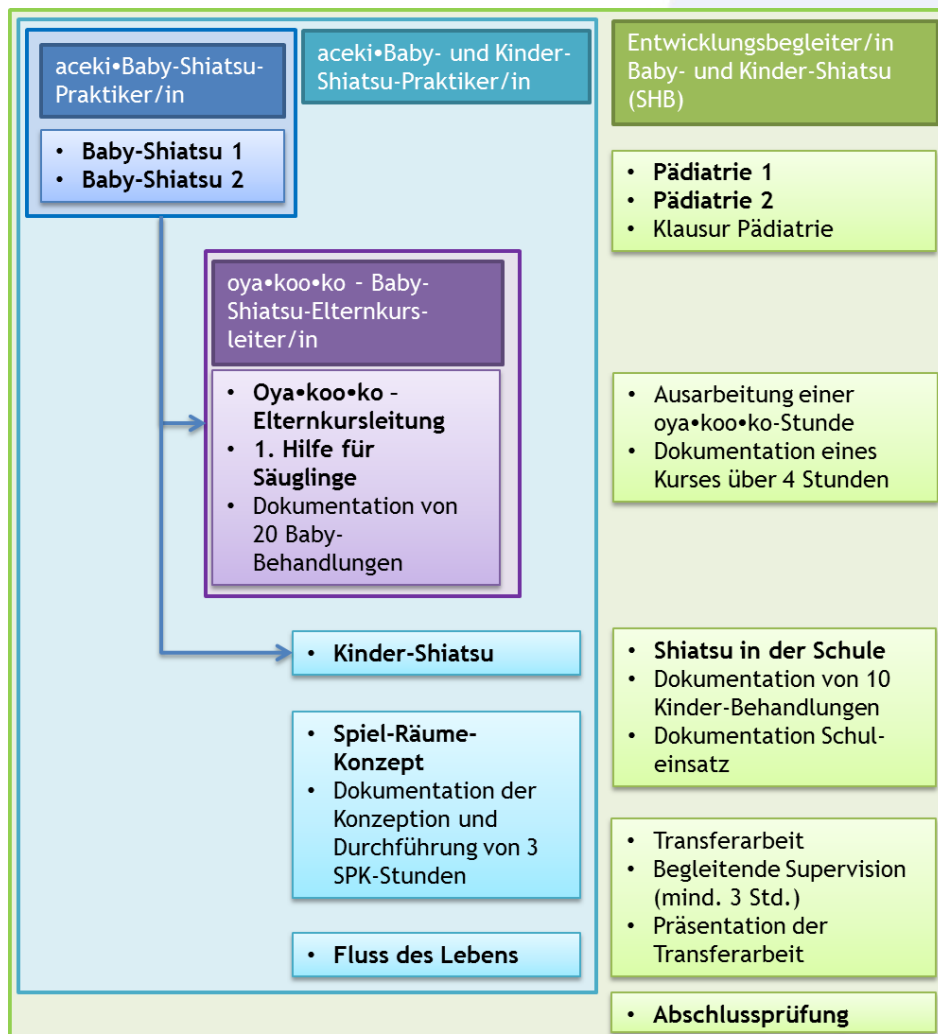 aceki•Baby-Shiatsu-
Praktiker/in
• Baby-Shiatsu 1
• Baby-Shiatsu 2
aceki•Baby- und Kinder-
Shiatsu-Praktiker/in
oya•koo•ko - Baby-
Shiatsu-Elternkurs-
leiter/in
• Oya•koo•ko –
Elternkursleitung
• 1. Hilfe für
Säuglinge
• Dokumentation von
20 Baby-
Behandlungen
• Kinder-Shiatsu
• Spiel-Räume-
Konzept
• Dokumentation der
Konzeption und
Durchführung von 3
SPK-Stunden
• Fluss des Lebens
Entwicklungsbegleiter/in
Baby- und Kinder-Shiatsu
(SHB)
• Pädiatrie 1
• Pädiatrie 2
• Klausur Pädiatrie
• Ausarbeitung einer
oya•koo•ko-Stunde
• Dokumentation eines
Kurses über 4 Stunden
• Shiatsu in der Schule
• Dokumentation von 10
Kinder-Behandlungen
• Dokumentation Schul-
einsatz
• Transferarbeit
• Begleitende Supervision
(mind. 3 Std.)
• Präsentation der
Transferarbeit
• Abschlussprüfung